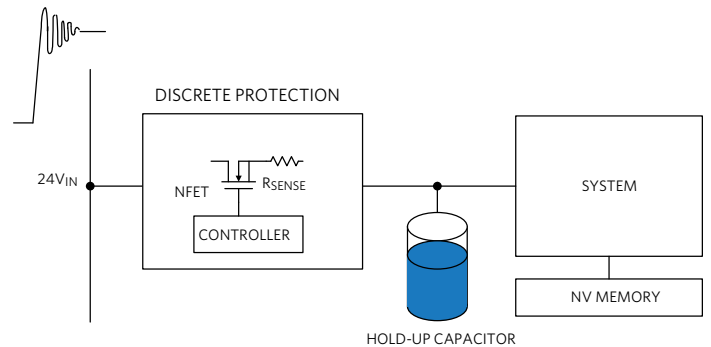 DISCRETE PROTECTION
24VIN
NFET
RSENSE
CONTROLLER
SYSTEM
NV MEMORY
HOLD-UP CAPACITOR